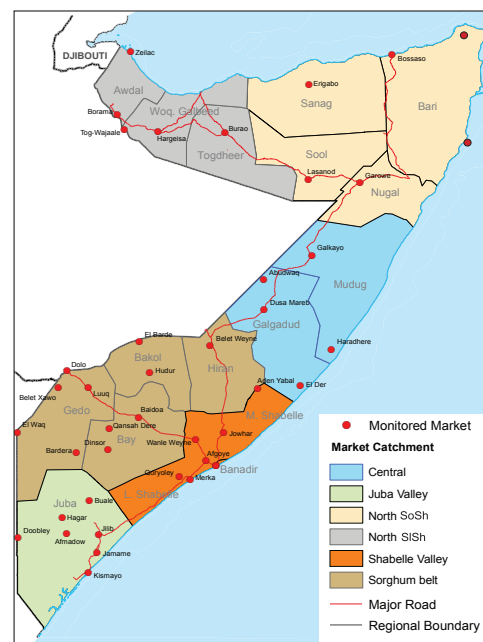 DJIBOUTI
Zeilac
Bossaso
Awdal
Erigabo
Sanag
Bari
Borama
Woq. Galbeed
Tog-Wajaale
Hargeisa
Burao
Togdheer
Sool
Lasanod
Garowe
Nugal
Galkayo
Abudwaq
Mudug
Dusa Mareb
Galgadud
El Barde
Belet Weyne
Haradhere
Bakol
Hiran
Dolo
Hudur
Aden Yabal
El Der
Belet Xawo
Luuq
Gedo
M. Shabelle
Baidoa
El Waq
Qansah Dere
Bay
Wanle Weyne
Jowhar
Dinsor
Bardera
Afgoye
Banadir
Qoryoley
Merka
L. Shabelle
Juba
Buale
Hagar
Doobley
Jilib
Afmadow
Jamame
Kismayo
Monitored Market
Market Catchment
Central
Juba Valley
North SoSh
North SlSh
Shabelle Valley
Sorghum belt
Major Road
Regional Boundary